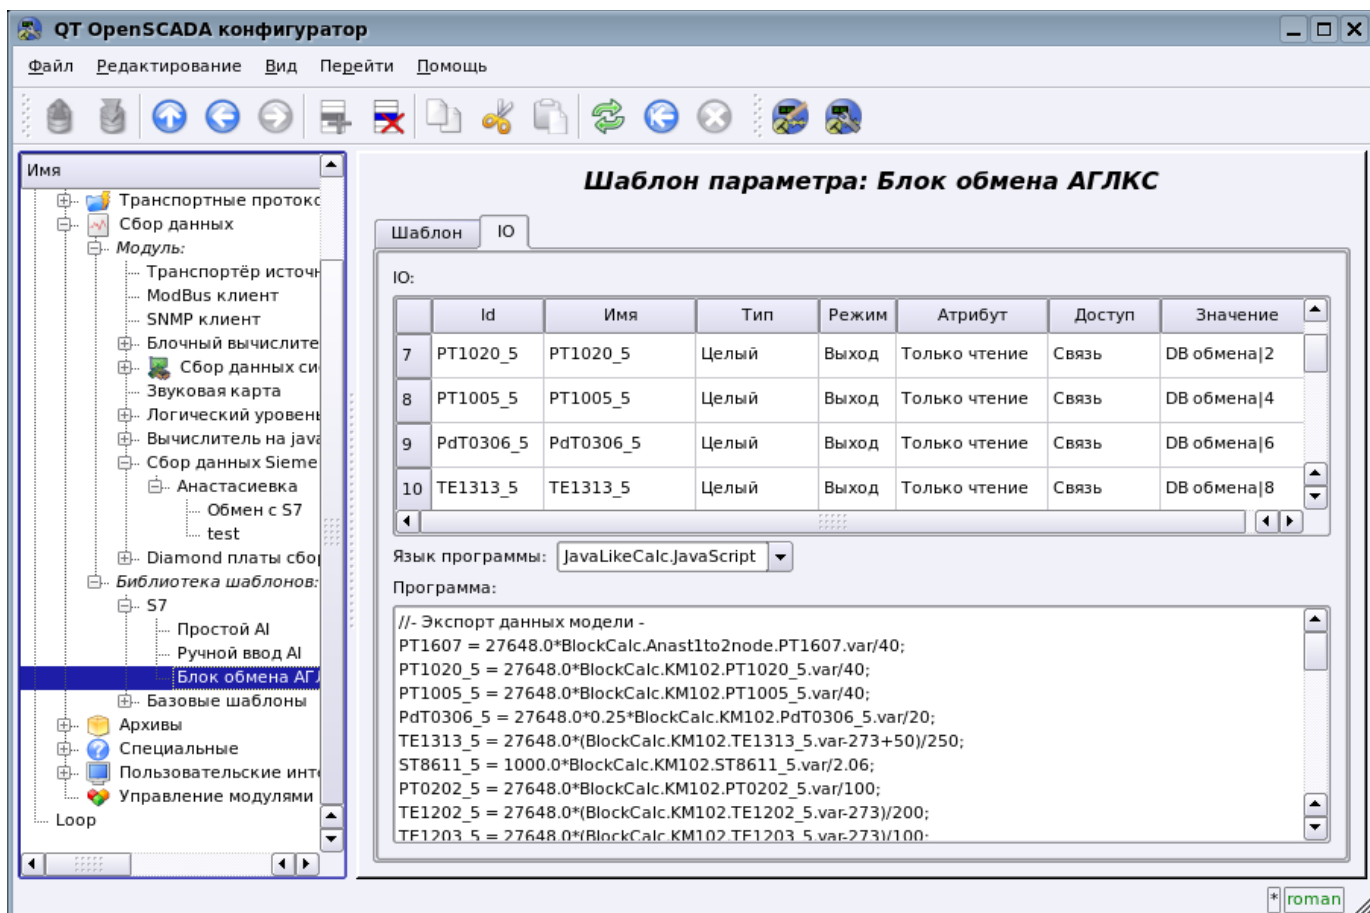 QT OpenSCADA конфигуратор
Файл Редактирование Вид Перейти Помощь
Имя
Транспортные протокс
Сбор данных
Модуль:
Транспортёр источн
ModBus клиент
SNMP клиент
Блочный вычислите
Сбор данных си
Звуковая карта
Логический уровень
Вычислитель на java
Сбор данных Sieme
Анастасиевка
Обмен с S7
test
Diamond платы сбор
Библиотека шаблонов:
S7
Простой AI
Ручной ввод AI
Блок обмена АГЛ
Базовые шаблоны
Архивы
Специальные
Пользовательские инте
Управление модулями
Loop
Шаблон параметра: Блок обмена АГЛКС
Шаблон IO
IO:
Id Имя Тип Режим Атрибут Доступ Значение
7 PT1020_5 PT1020_5 Целый Выход Только чтение Связь DB обмена|2
8 PT1005_5 PT1005_5 Целый Выход Только чтение Связь DB обмена|4
9 PdT0306_5 PdT0306_5 Целый Выход Только чтение Связь DB обмена|6
10 TE1313_5 TE1313_5 Целый Выход Только чтение Связь DB обмена|8
Язык программы: JavaLikeCalc.JavaScript
Программа:
//- Экспорт данных модели -
PT1607 = 27648.0*BlockCalc.Anast1to2node.PT1607.var/40;
PT1020_5 = 27648.0*BlockCalc.KM102.PT1020_5.var/40;
PT1005_5 = 27648.0*BlockCalc.KM102.PT1005_5.var/40;
PdT0306_5 = 27648.0*0.25*BlockCalc.KM102.PdT0306_5.var/20;
TE1313_5 = 27648.0*(BlockCalc.KM102.TE1313_5.var-273+50)/250;
ST8611_5 = 1000.0*BlockCalc.KM102.ST8611_5.var/2.06;
PT0202_5 = 27648.0*BlockCalc.KM102.PT0202_5.var/100;
TE1202_5 = 27648.0*(BlockCalc.KM102.TE1202_5.var-273)/200;
TE1203_5 = 27648.0*(BlockCalc.KM102.TE1203_5.var-273)/100;
* roman